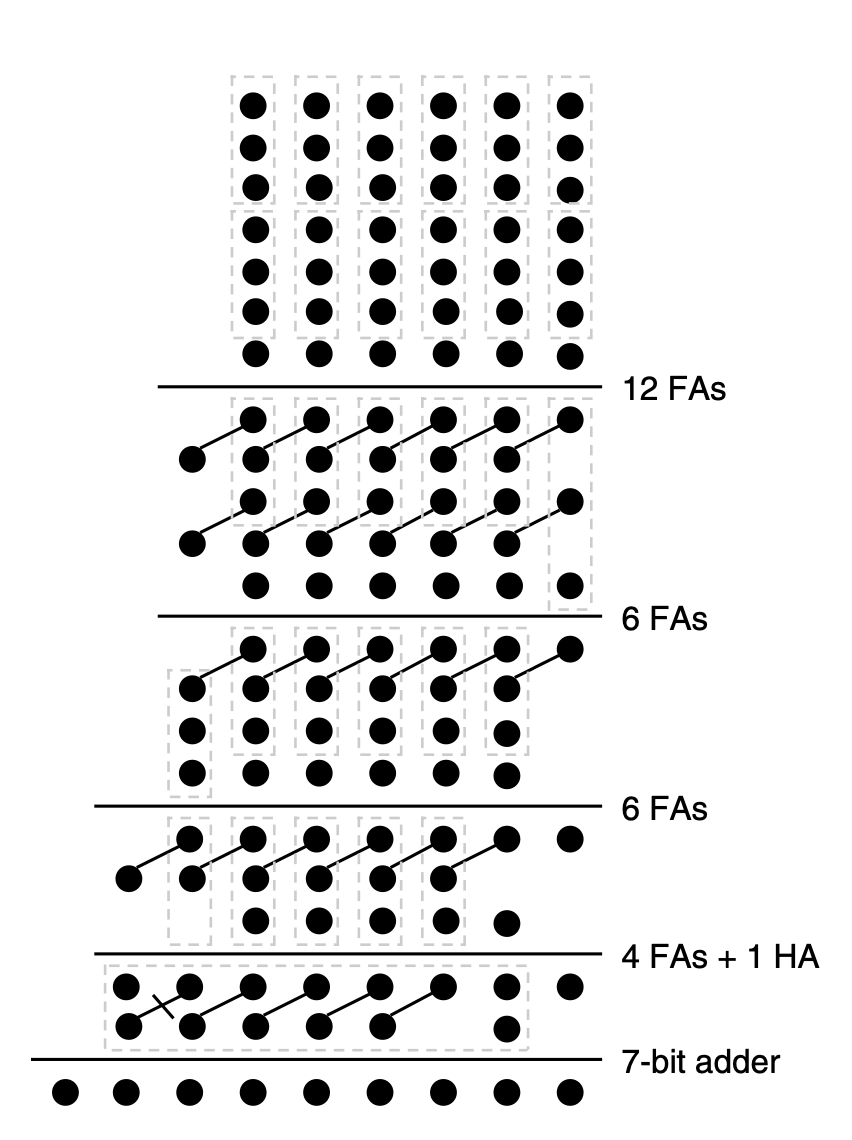 12 FAs
6 FAs
6 FAs
4 FAs + 1 HA
7-bit adder